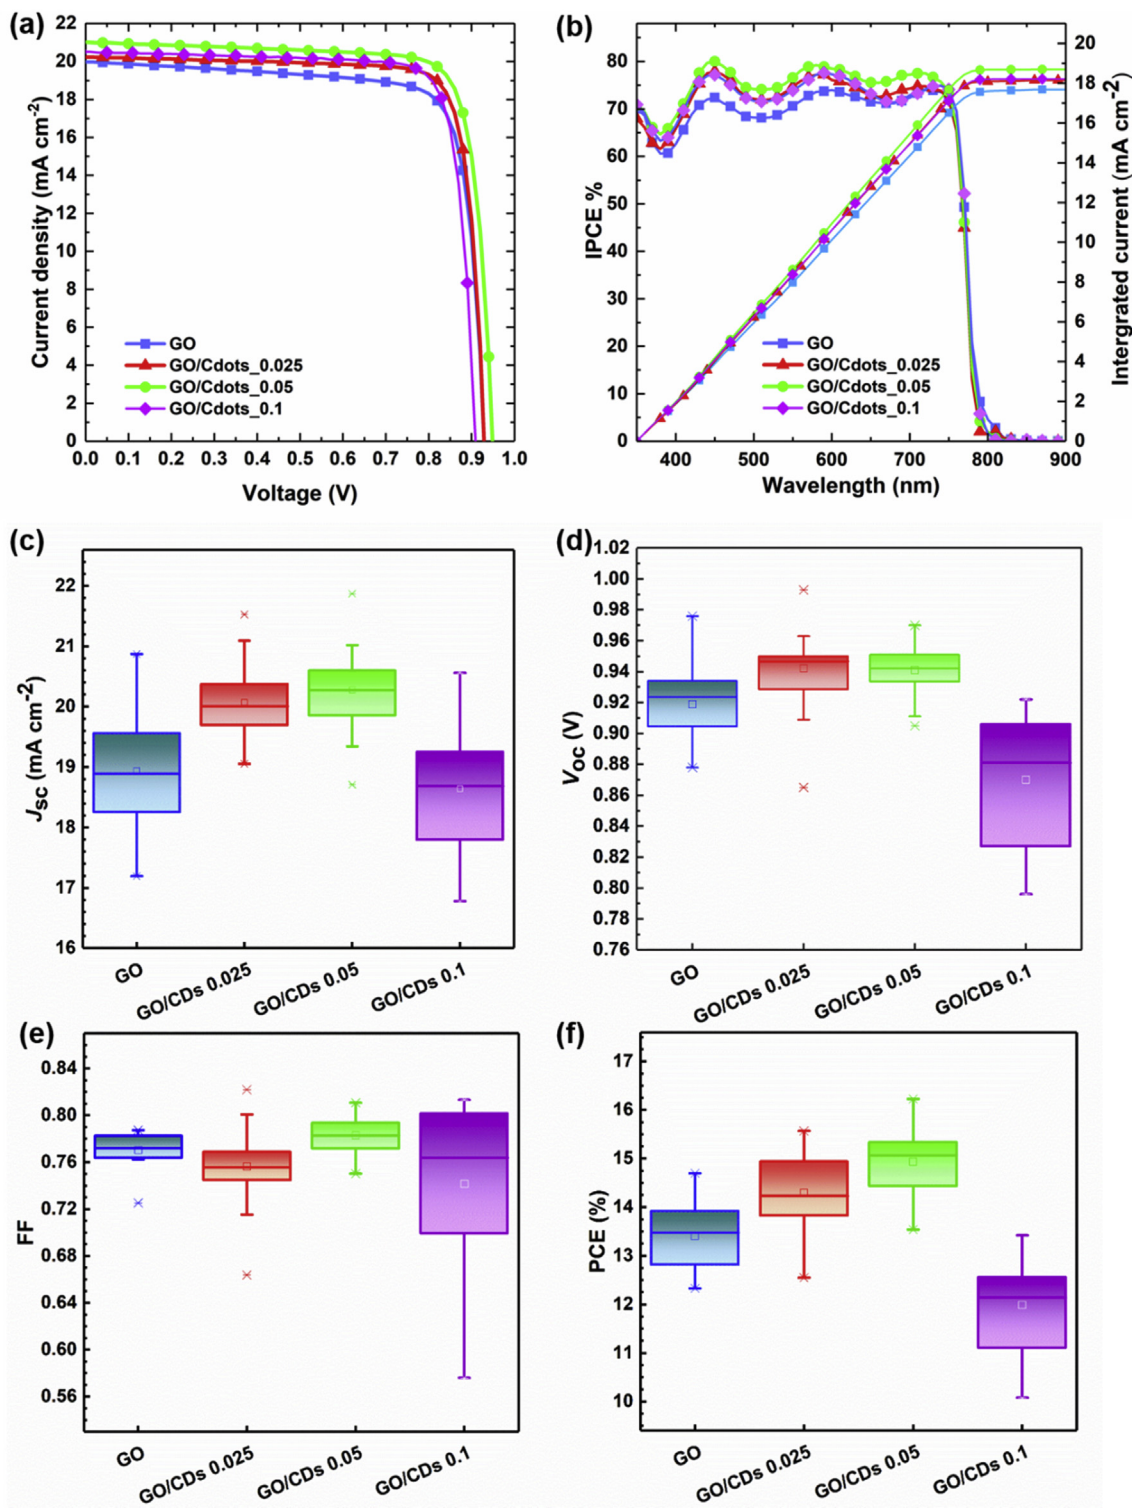 (a)
22
20
18
16
14
12
10
8
6
4
2
0
Current density (mA cm-2)
GO
GO/Cdots_0.025
GO/Cdots_0.05
GO/Cdots_0.1
0.0 0.1 0.2 0.3 0.4 0.5 0.6 0.7 0.8 0.9 1.0
Voltage (V)
(b)
80
70
60
50
40
30
20
10
0
IPCE %
GO
GO/Cdots_0.025
GO/Cdots_0.05
GO/Cdots_0.1
20
18
16
14
12
10
8
6
4
2
0
Intergrated current (mA cm-2)
400 500 600 700 800 900
Wavelength (nm)
(c)
22
21
20
19
18
17
16
JSC (mA cm-2)
GO
GO/CDs 0.025
GO/CDs 0.05
GO/CDs 0.1
(d)
1.02
1.00
0.98
0.96
0.94
0.92
0.90
0.88
0.86
0.84
0.82
0.80
0.78
0.76
VOC (V)
GO
GO/CDs 0.025
GO/CDs 0.05
GO/CDs 0.1
(e)
0.84
0.80
0.76
0.72
0.68
0.64
0.60
0.56
FF
GO
GO/CDs 0.025
GO/CDs 0.05
GO/CDs 0.1
(f)
17
16
15
14
13
12
11
10
PCE (%)
GO
GO/CDs 0.025
GO/CDs 0.05
GO/CDs 0.1